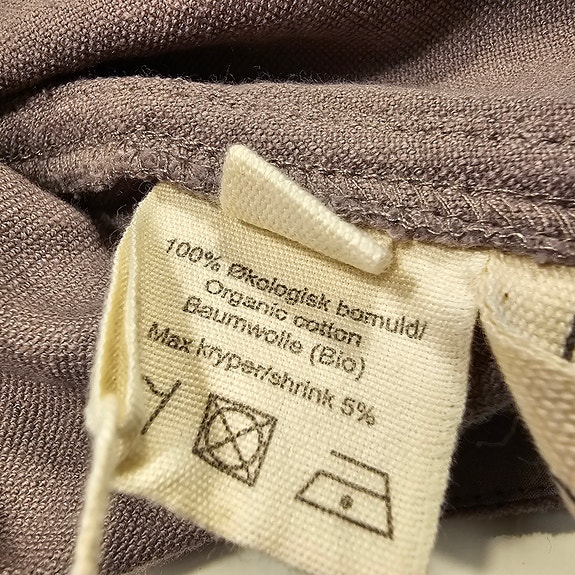 100% Økologisk bomuld/
Organic cotton
Baumwolle (Bio)
Max kryper/shrink 5%